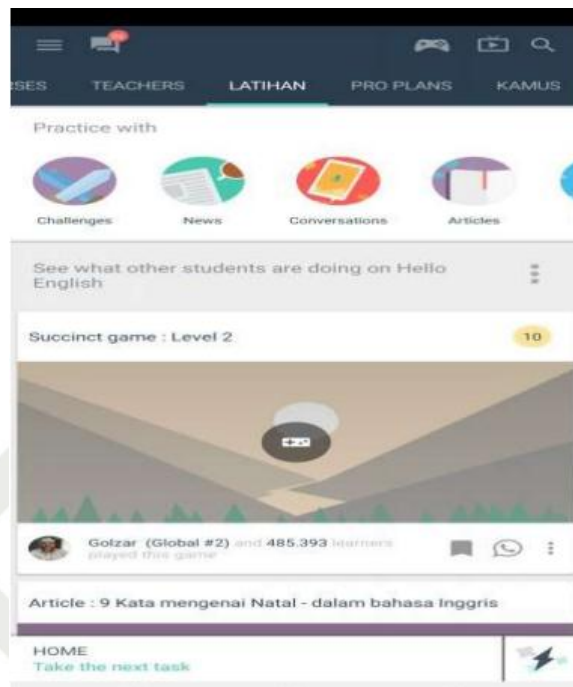 SES TEACHERS LATIHAN PRO PLANS KAMUS
Practice with
Challenges News Conversations Articles
See what other students are doing on Hello
English
Succinct game : Level 2
10
Golzar (Global #2) and 485.393 learners
played this game
Article : 9 Kata mengenai Natal - dalam bahasa Inggris
HOME
Take the next task